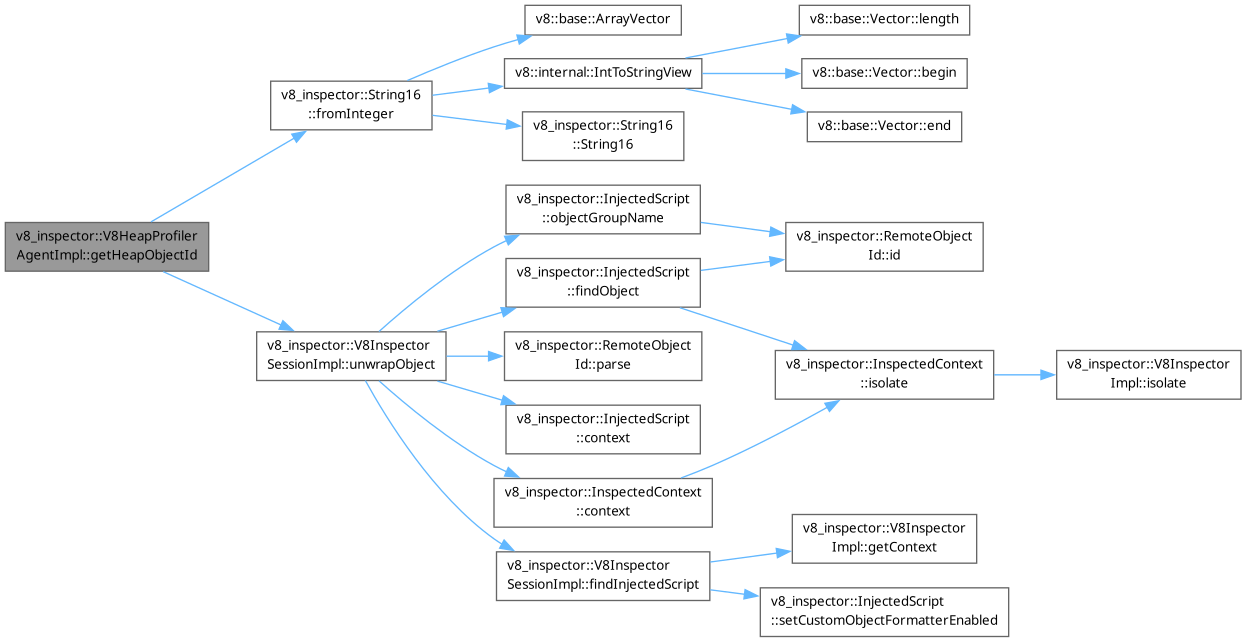 v8_inspector::V8HeapProfiler
AgentImpl::getHeapObjectId
v8_inspector::String16
::fromInteger
v8::base::ArrayVector
v8::internal::IntToStringView
v8::base::Vector::length
v8::base::Vector::begin
v8::base::Vector::end
v8_inspector::String16
::String16
v8_inspector::V8Inspector
SessionImpl::unwrapObject
v8_inspector::InjectedScript
::objectGroupName
v8_inspector::RemoteObject
Id::id
v8_inspector::InjectedScript
::findObject
v8_inspector::InspectedContext
::isolate
v8_inspector::V8Inspector
Impl::isolate
v8_inspector::RemoteObject
Id::parse
v8_inspector::InjectedScript
::context
v8_inspector::InspectedContext
::context
v8_inspector::V8Inspector
SessionImpl::findInjectedScript
v8_inspector::V8Inspector
Impl::getContext
v8_inspector::InjectedScript
::setCustomObjectFormatterEnabled